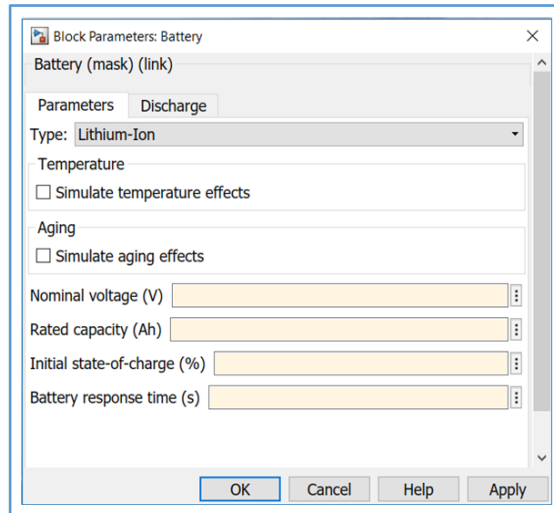 Block Parameters: Battery
Battery (mask) (link)
Parameters Discharge
Type: Lithium-Ion
Temperature
Simulate temperature effects
Aging
Simulate aging effects
Nominal voltage (V)
Rated capacity (Ah)
Initial state-of-charge (%)
Battery response time (s)
OK Cancel Help Apply